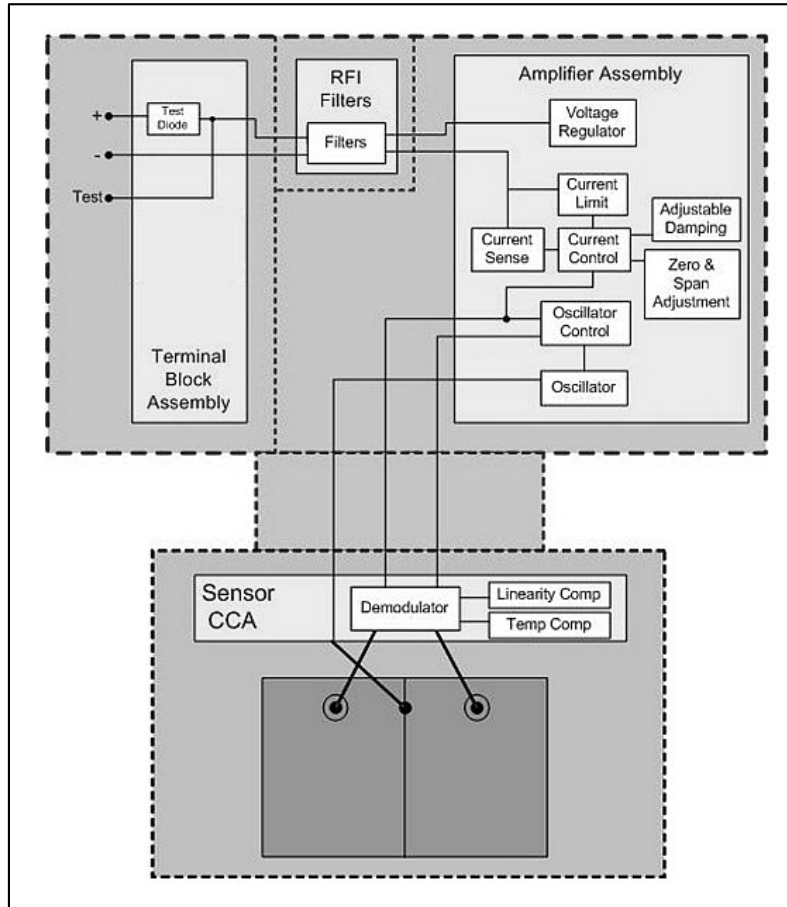 RFI
Filters
Amplifier Assembly
+
Test
Diode
Filters
Voltage
Regulator
-
Test
Current
Limit
Adjustable
Damping
Current
Sense
Current
Control
Zero &
Span
Adjustment
Oscillator
Control
Terminal
Block
Assembly
Oscillator
Sensor
CCA
Demodulator
Linearity Comp
Temp Comp